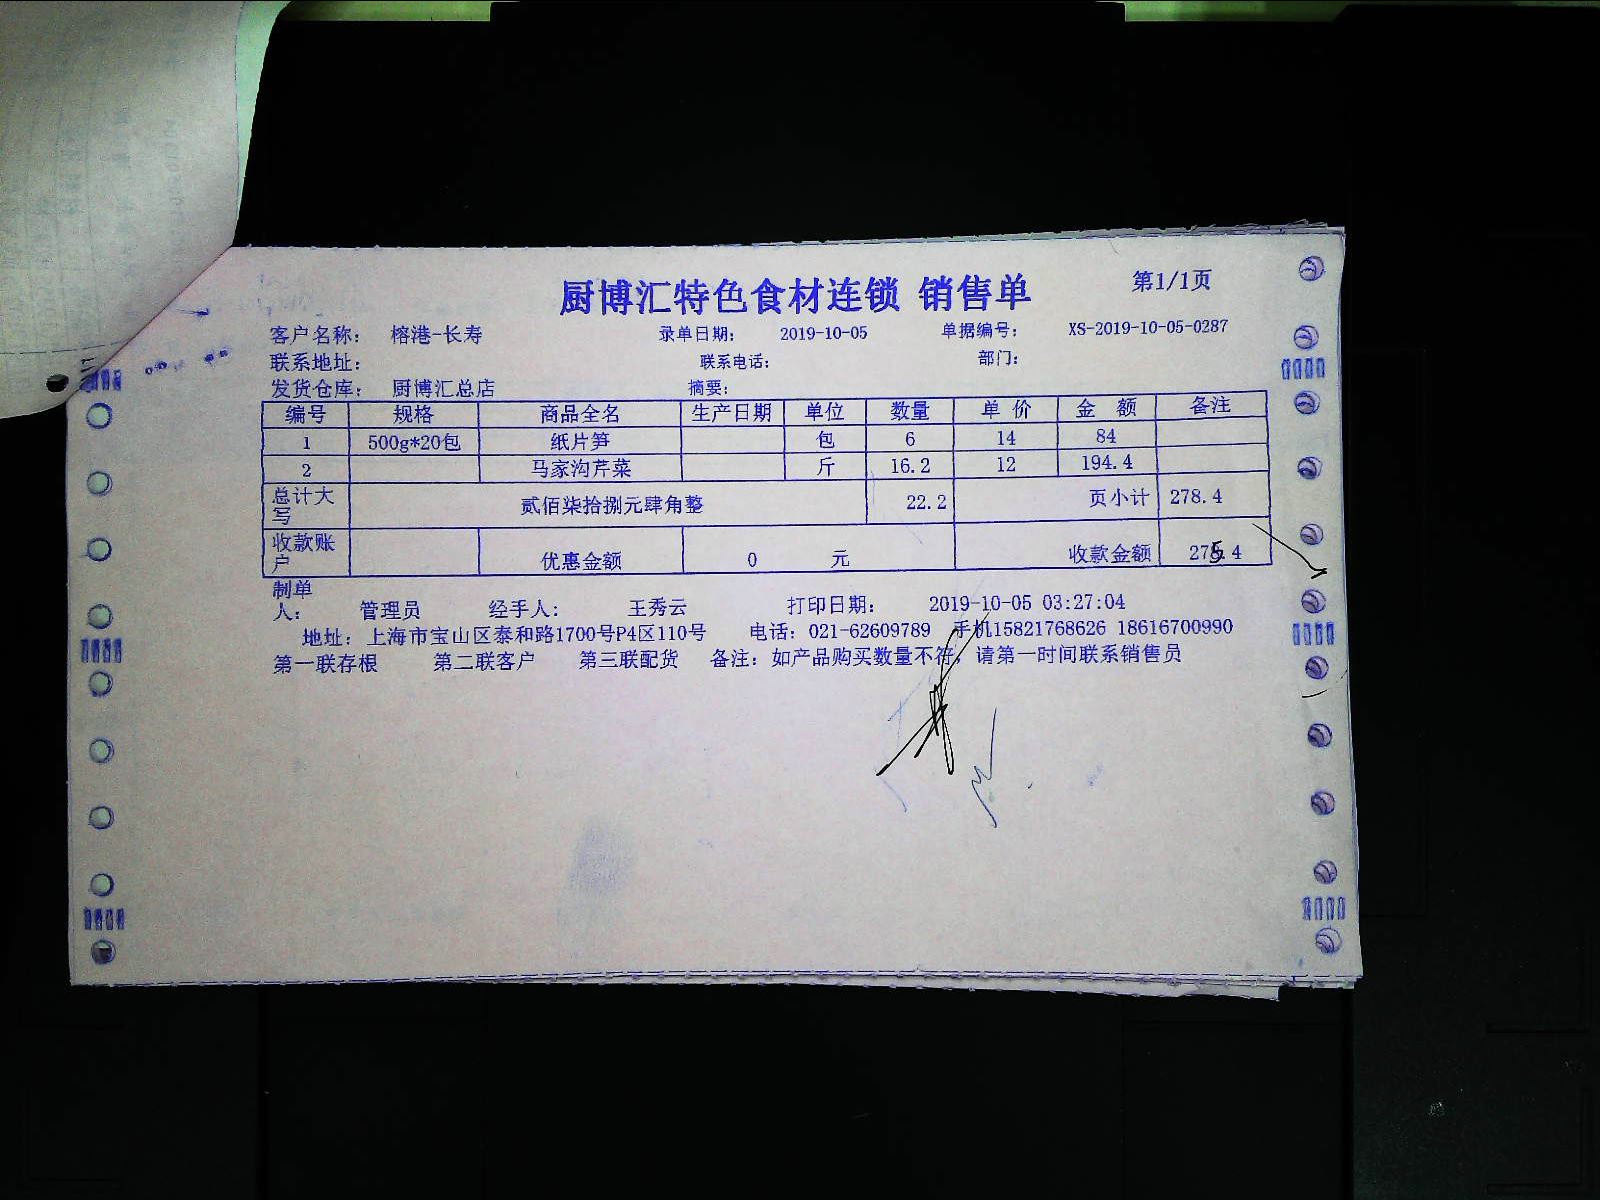 厨博汇特色食材连锁 销售单 第1/1页
客户名称： 榕港-长寿 录单日期： 2019-10-05 单据编号： XS-2019-10-05-0287
联系地址： 联系电话： 部门：
发货仓库： 厨博汇总店 摘要：
编号 规格 商品全名 生产日期 单位 数量 单价 金额 备注
1 500g*20包 纸片笋 包 6 14 84
2 马家沟芹菜 斤 16.2 12 194.4
总计大写 贰佰柒拾捌元肆角整 22.2 页小计 278.4
收款账户 优惠金额 0 元 收款金额 275.4
制单人： 管理员 经手人： 王秀云 打印日期： 2019-10-05 03:27:04
地址：上海市宝山区泰和路1700号P4区110号 电话：021-62609789 手机15821768626 18616700990
第一联存根 第二联客户 第三联配货 备注：如产品购买数量不符，请第一时间联系销售员